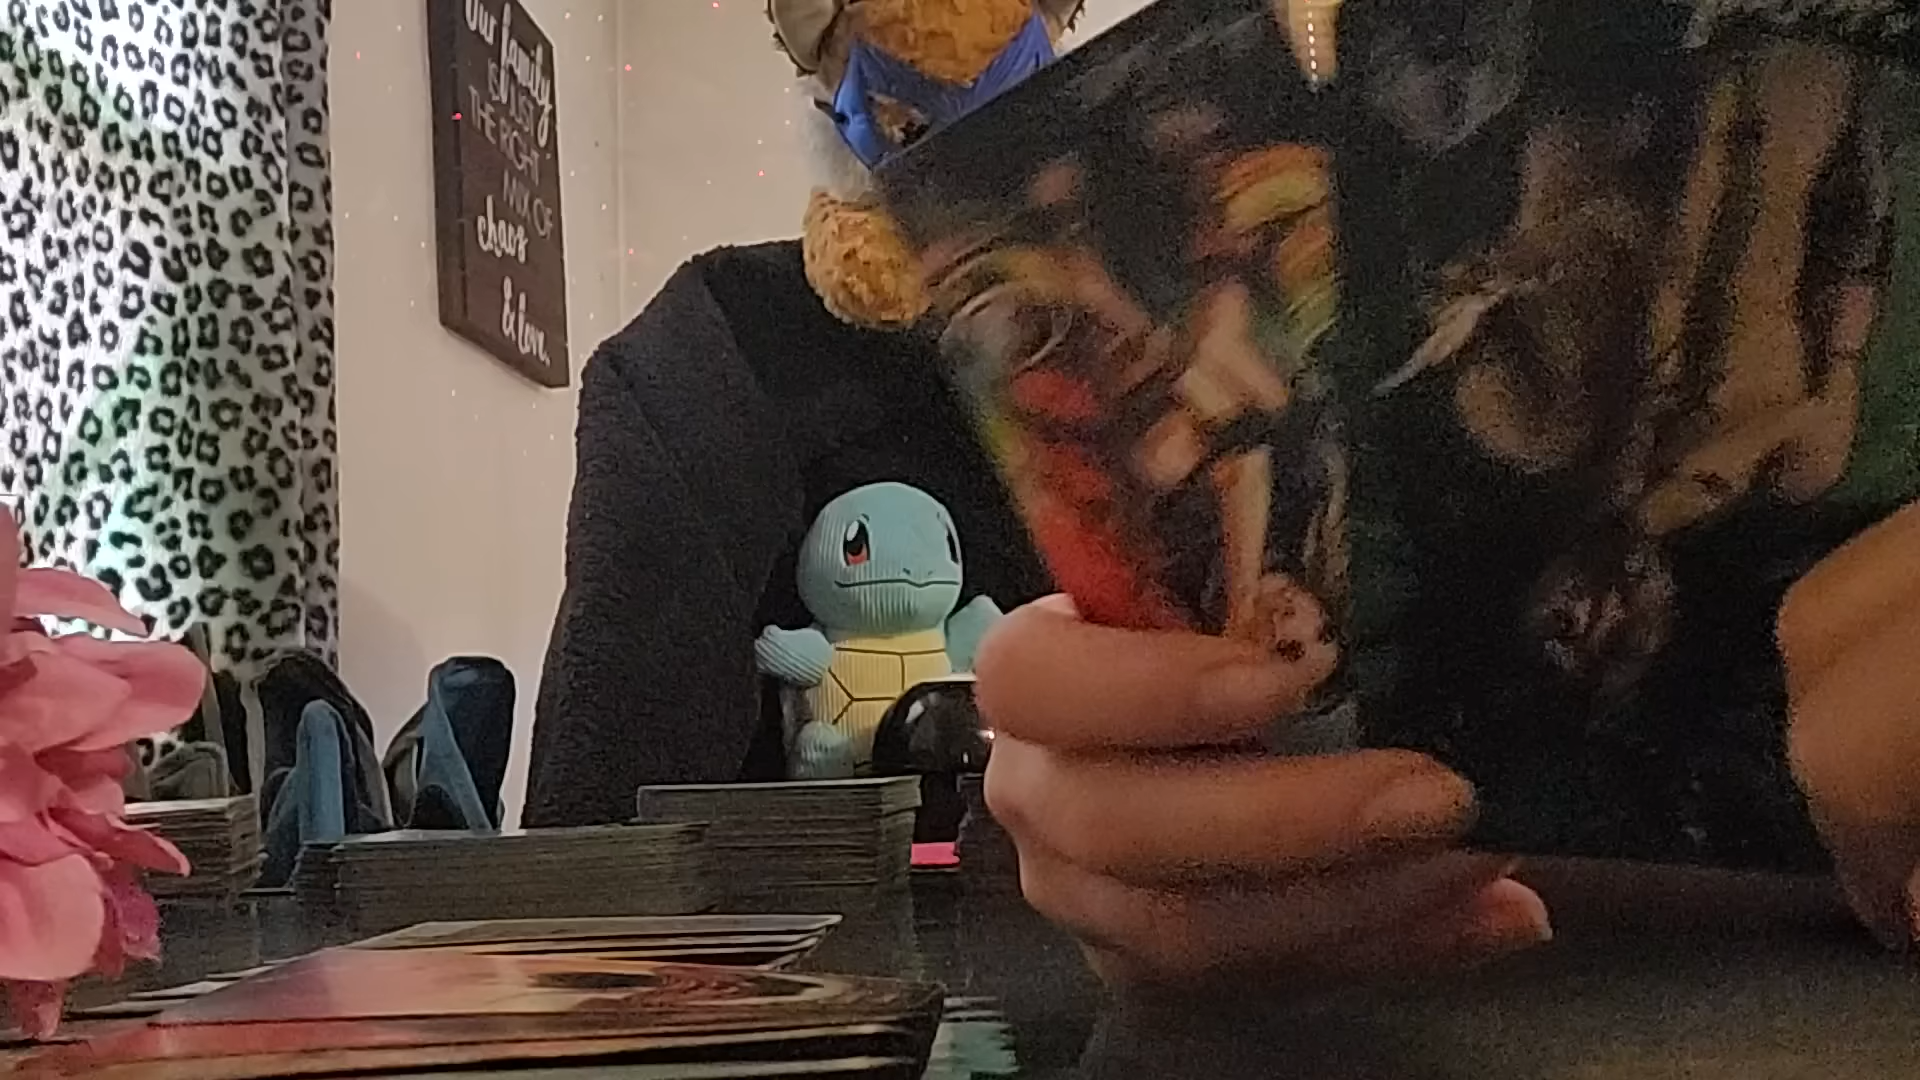 Our family
IS JUST
THE RIGHT
MIX OF
chaos
& love.